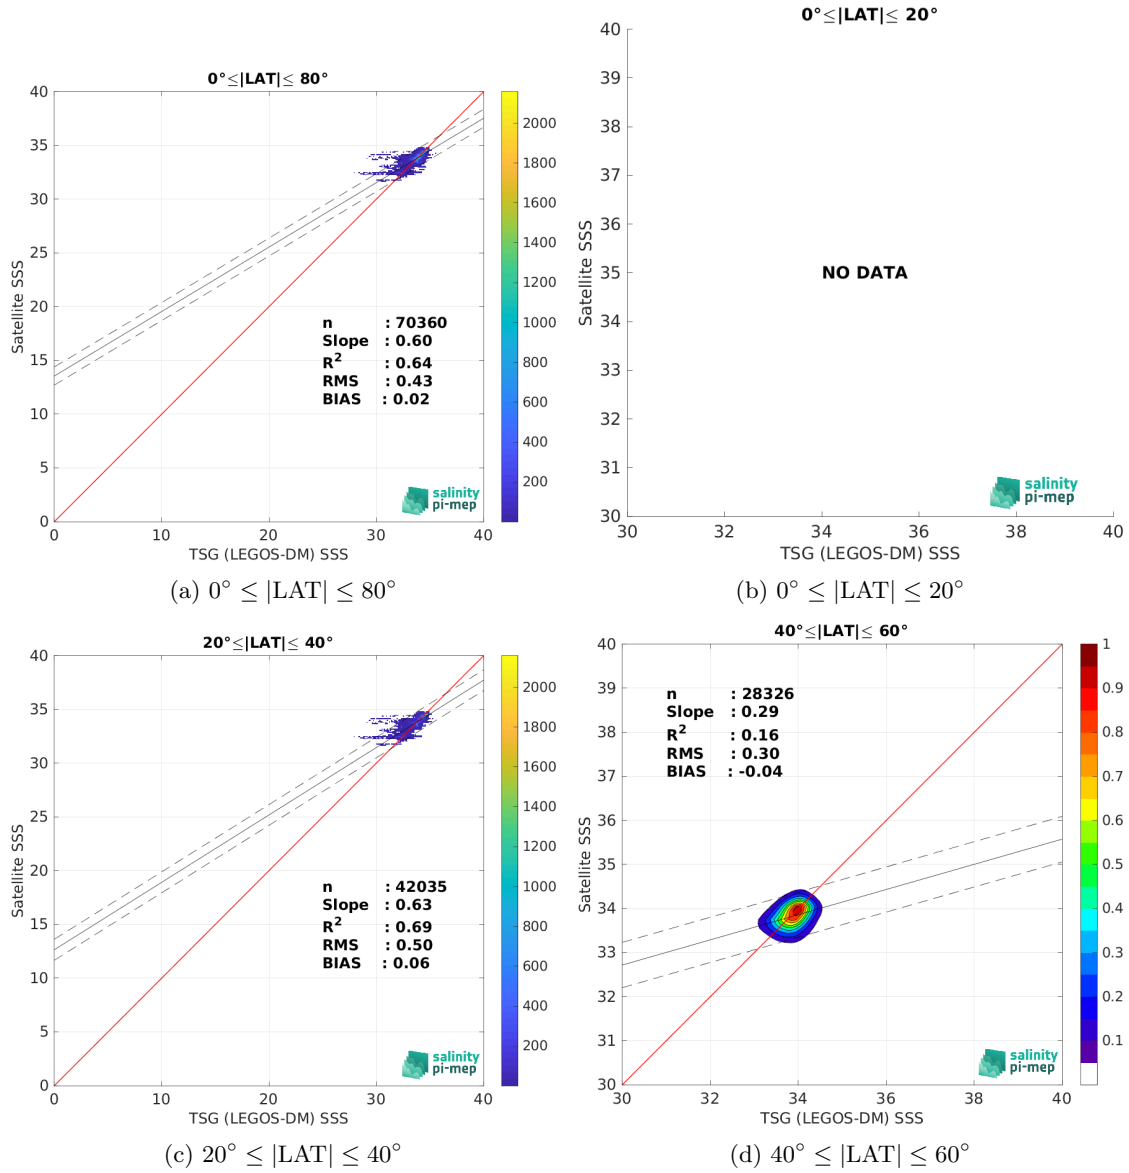 0°≤|LAT|≤ 80°
40
35
30
25
20
15
10
5
0
Satellite SSS
0
10
20
30
40
TSG (LEGOS-DM) SSS
n : 70360
Slope : 0.60
R² : 0.64
RMS : 0.43
BIAS : 0.02
salinity
pi-mep
2000
1800
1600
1400
1200
1000
800
600
400
200
(a) 0° ≤ |LAT| ≤ 80°
0°≤|LAT|≤ 20°
40
39
38
37
36
35
34
33
32
31
30
Satellite SSS
NO DATA
30
32
34
36
38
40
TSG (LEGOS-DM) SSS
salinity
pi-mep
(b) 0° ≤ |LAT| ≤ 20°
20°≤|LAT|≤ 40°
40
35
30
25
20
15
10
5
0
Satellite SSS
0
10
20
30
40
TSG (LEGOS-DM) SSS
n : 42035
Slope : 0.63
R² : 0.69
RMS : 0.50
BIAS : 0.06
salinity
pi-mep
2000
1800
1600
1400
1200
1000
800
600
400
200
(c) 20° ≤ |LAT| ≤ 40°
40°≤|LAT|≤ 60°
40
39
38
37
36
35
34
33
32
31
30
Satellite SSS
30
32
34
36
38
40
TSG (LEGOS-DM) SSS
n : 28326
Slope : 0.29
R² : 0.16
RMS : 0.30
BIAS : -0.04
salinity
pi-mep
1
0.9
0.8
0.7
0.6
0.5
0.4
0.3
0.2
0.1
(d) 40° ≤ |LAT| ≤ 60°